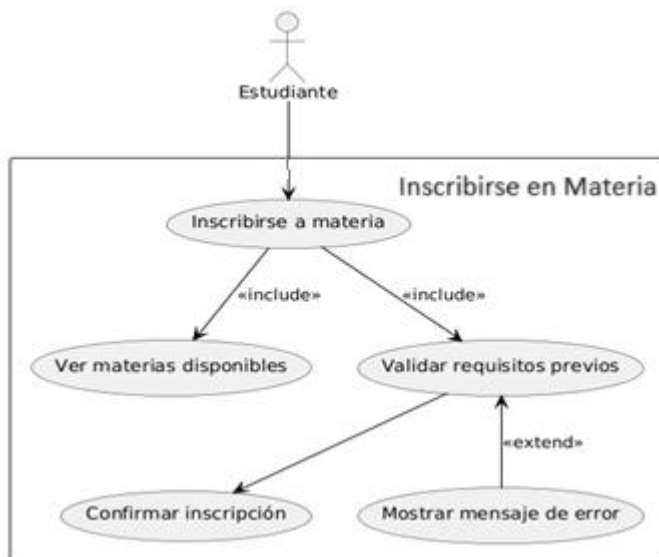 Estudiante
Inscribirse en Materia
Inscribirse a materia
«include»
«include»
Ver materias disponibles
Validar requisitos previos
«extend»
Confirmar inscripción
Mostrar mensaje de error